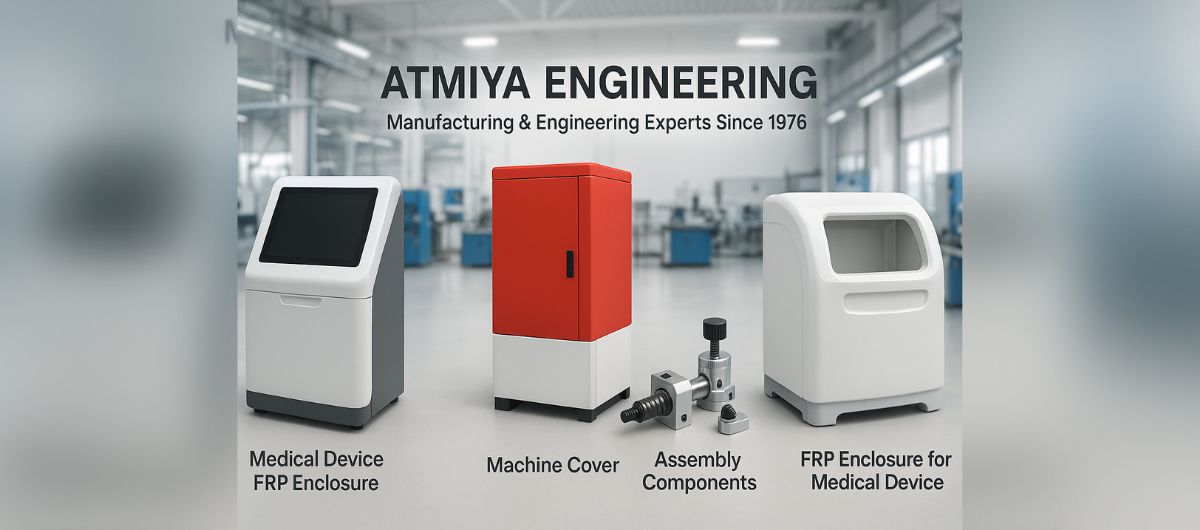 ATMIYA ENGINEERING
Manufacturing & Engineering Experts Since 1976
Medical Device
FRP Enclosure
Machine Cover
Assembly
Components
FRP Enclosure for
Medical Device